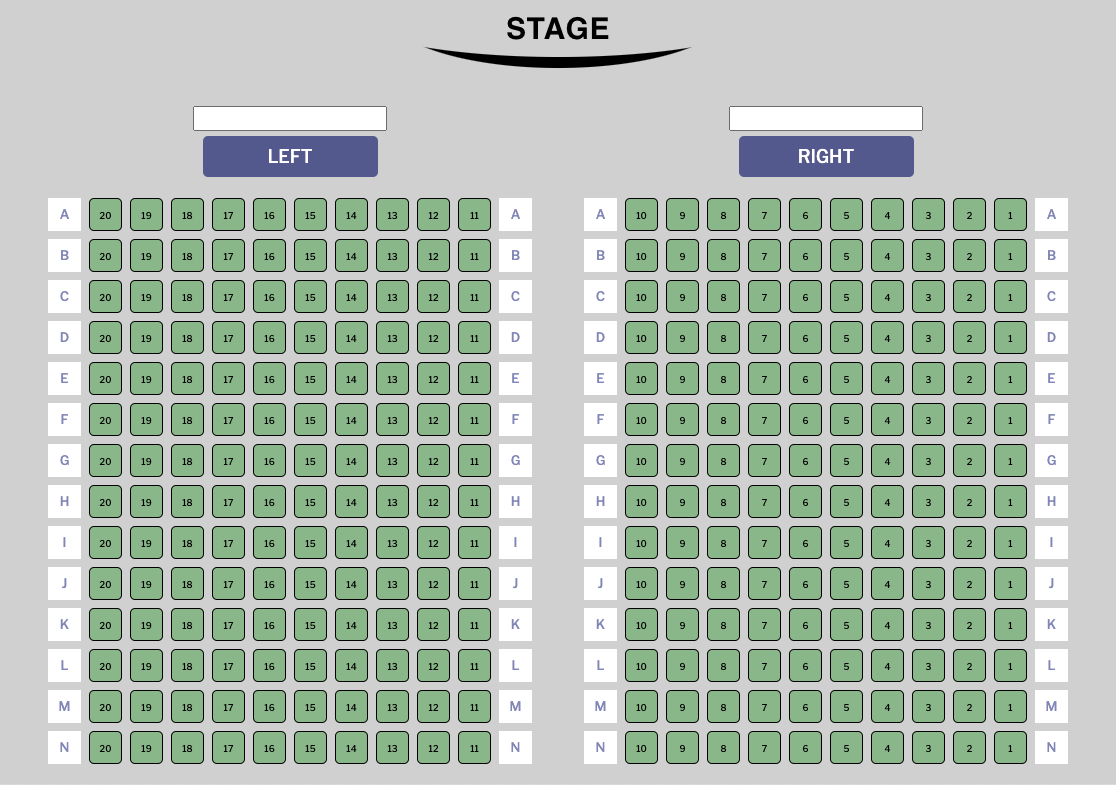 STAGE
LEFT RIGHT
A 20 19 18 17 16 15 14 13 12 11 A A 10 9 8 7 6 5 4 3 2 1 A
B 20 19 18 17 16 15 14 13 12 11 B B 10 9 8 7 6 5 4 3 2 1 B
C 20 19 18 17 16 15 14 13 12 11 C C 10 9 8 7 6 5 4 3 2 1 C
D 20 19 18 17 16 15 14 13 12 11 D D 10 9 8 7 6 5 4 3 2 1 D
E 20 19 18 17 16 15 14 13 12 11 E E 10 9 8 7 6 5 4 3 2 1 E
F 20 19 18 17 16 15 14 13 12 11 F F 10 9 8 7 6 5 4 3 2 1 F
G 20 19 18 17 16 15 14 13 12 11 G G 10 9 8 7 6 5 4 3 2 1 G
H 20 19 18 17 16 15 14 13 12 11 H H 10 9 8 7 6 5 4 3 2 1 H
I 20 19 18 17 16 15 14 13 12 11 I I 10 9 8 7 6 5 4 3 2 1 I
J 20 19 18 17 16 15 14 13 12 11 J J 10 9 8 7 6 5 4 3 2 1 J
K 20 19 18 17 16 15 14 13 12 11 K K 10 9 8 7 6 5 4 3 2 1 K
L 20 19 18 17 16 15 14 13 12 11 L L 10 9 8 7 6 5 4 3 2 1 L
M 20 19 18 17 16 15 14 13 12 11 M M 10 9 8 7 6 5 4 3 2 1 M
N 20 19 18 17 16 15 14 13 12 11 N N 10 9 8 7 6 5 4 3 2 1 N